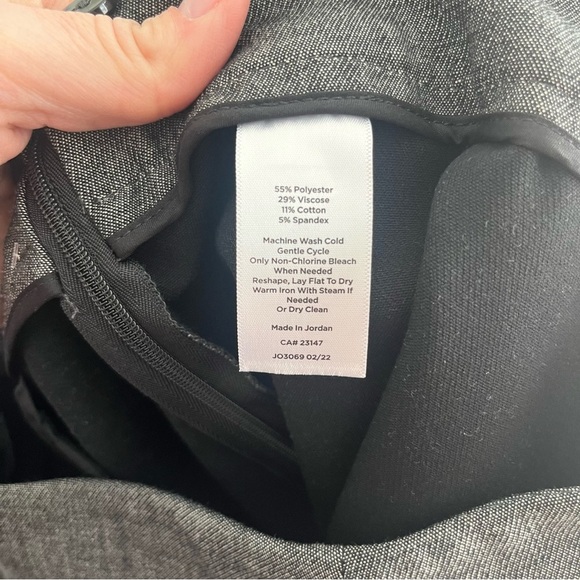 55% Polyester
29% Viscose
11% Cotton
5% Spandex
Machine Wash Cold
Gentle Cycle
Only Non-Chlorine Bleach
When Needed
Reshape, Lay Flat To Dry
Warm Iron With Steam If
Needed
Or Dry Clean
Made In Jordan
CA# 23147
JO3069 02/22